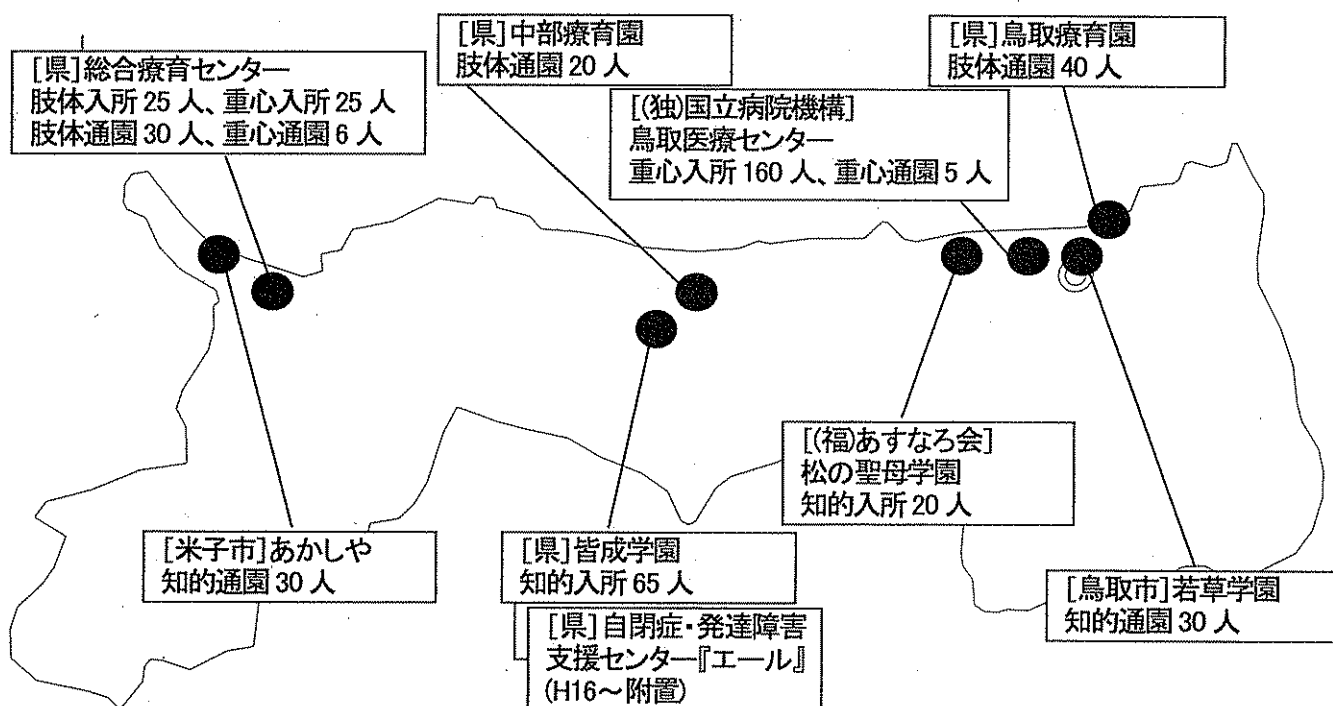 [県]総合療育センター
肢体入所 25 人、重心入所 25 人
肢体通園 30 人、重心通園 6 人
[県]中部療育園
肢体通園 20 人
[県]鳥取療育園
肢体通園 40 人
[(独)国立病院機構]
鳥取医療センター
重心入所 160 人、重心通園 5 人
[(福)あすなろ会]
松の聖母学園
知的入所 20 人
[米子市]あかしや
知的通園 30 人
[県]皆成学園
知的入所 65 人
[県]自閉症・発達障害
支援センター『エール』
(H16～附置)
[鳥取市]若草学園
知的通園 30 人